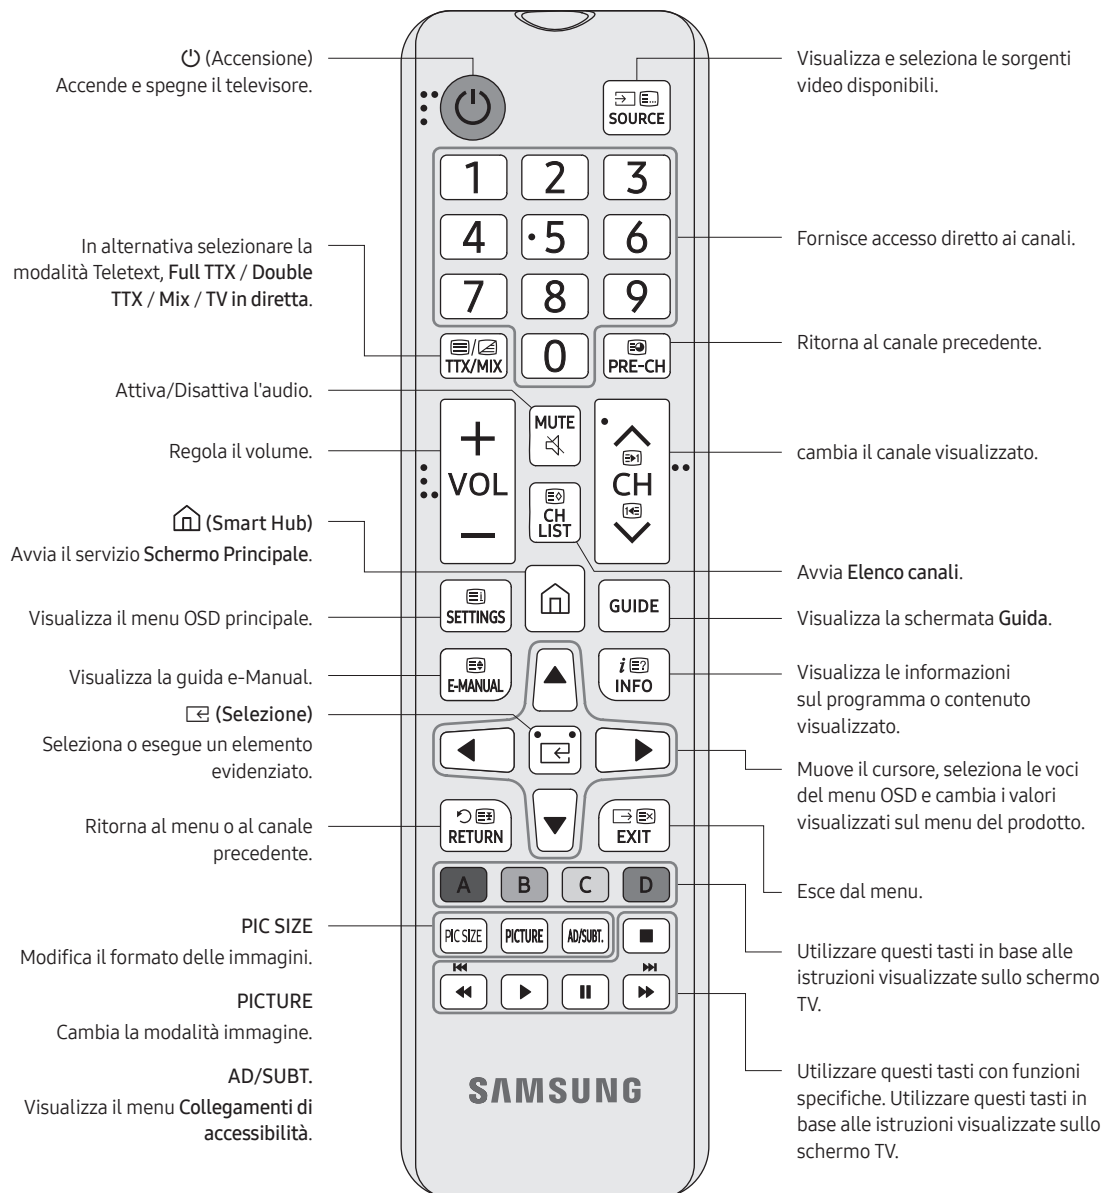 (Accensione)
Accende e spegne il televisore.
In alternativa selezionare la
modalità Teletext, Full TTX / Double
TTX / Mix / TV in diretta.
Attiva/Disattiva l'audio.
Regola il volume.
(Smart Hub)
Avvia il servizio Schermo Principale.
Visualizza il menu OSD principale.
Visualizza la guida e-Manual.
(Selezione)
Seleziona o esegue un elemento
evidenziato.
Ritorna al menu o al canale
precedente.
PIC SIZE
Modifica il formato delle immagini.
PICTURE
Cambia la modalità immagine.
AD/SUBT.
Visualizza il menu Collegamenti di
accessibilità.
SOURCE
1 2 3
4 5 6
7 8 9
TTX/MIX 0 PRE-CH
MUTE
VOL
CH
CH
LIST
SETTINGS
GUIDE
E-MANUAL
i
INFO
RETURN
EXIT
A B C D
PIC SIZE PICTURE AD/SUBT.
SAMSUNG
Visualizza e seleziona le sorgenti
video disponibili.
Fornisce accesso diretto ai canali.
Ritorna al canale precedente.
cambia il canale visualizzato.
Avvia Elenco canali.
Visualizza la schermata Guida.
Visualizza le informazioni
sul programma o contenuto
visualizzato.
Muove il cursore, seleziona le voci
del menu OSD e cambia i valori
visualizzati sul menu del prodotto.
Esce dal menu.
Utilizzare questi tasti in base alle
istruzioni visualizzate sullo schermo
TV.
Utilizzare questi tasti con funzioni
specifiche. Utilizzare questi tasti in
base alle istruzioni visualizzate sullo
schermo TV.